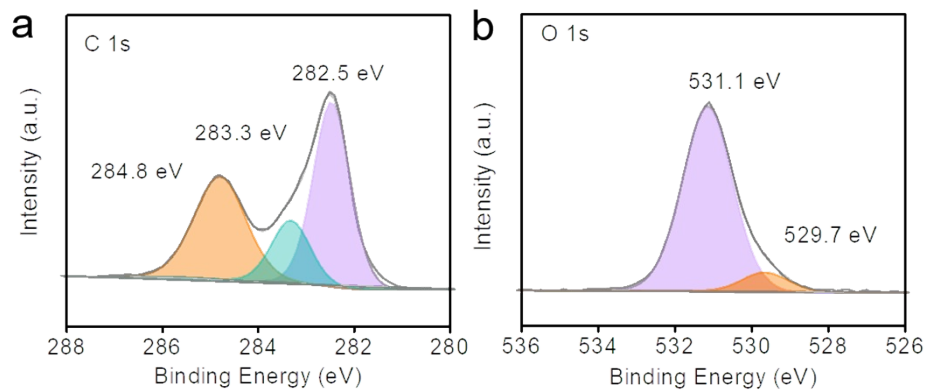 a
C 1s
282.5 eV
283.3 eV
284.8 eV
Intensity (a.u.)
288 286 284 282 280
Binding Energy (eV)
b
O 1s
531.1 eV
529.7 eV
Intensity (a.u.)
536 534 532 530 528 526
Binding Energy (eV)